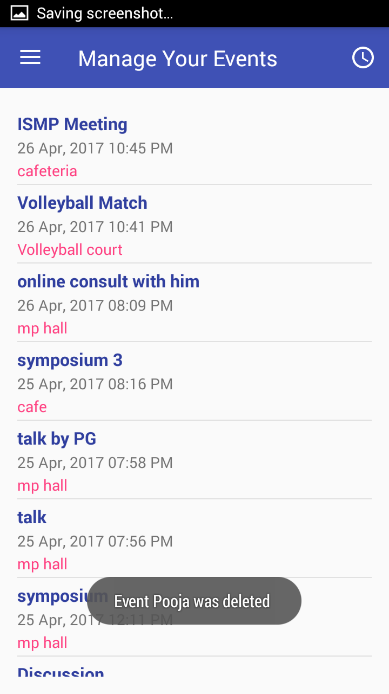 Saving screenshot...
Manage Your Events
ISMP Meeting
26 Apr, 2017 10:45 PM
cafeteria
Volleyball Match
26 Apr, 2017 10:41 PM
Volleyball court
online consult with him
26 Apr, 2017 08:09 PM
mp hall
symposium 3
25 Apr, 2017 08:16 PM
cafe
talk by PG
25 Apr, 2017 07:58 PM
mp hall
talk
25 Apr, 2017 07:56 PM
mp hall
symposium
Event Pooja was deleted
25 Apr, 2017 12:11 PM
mp hall
Discussion